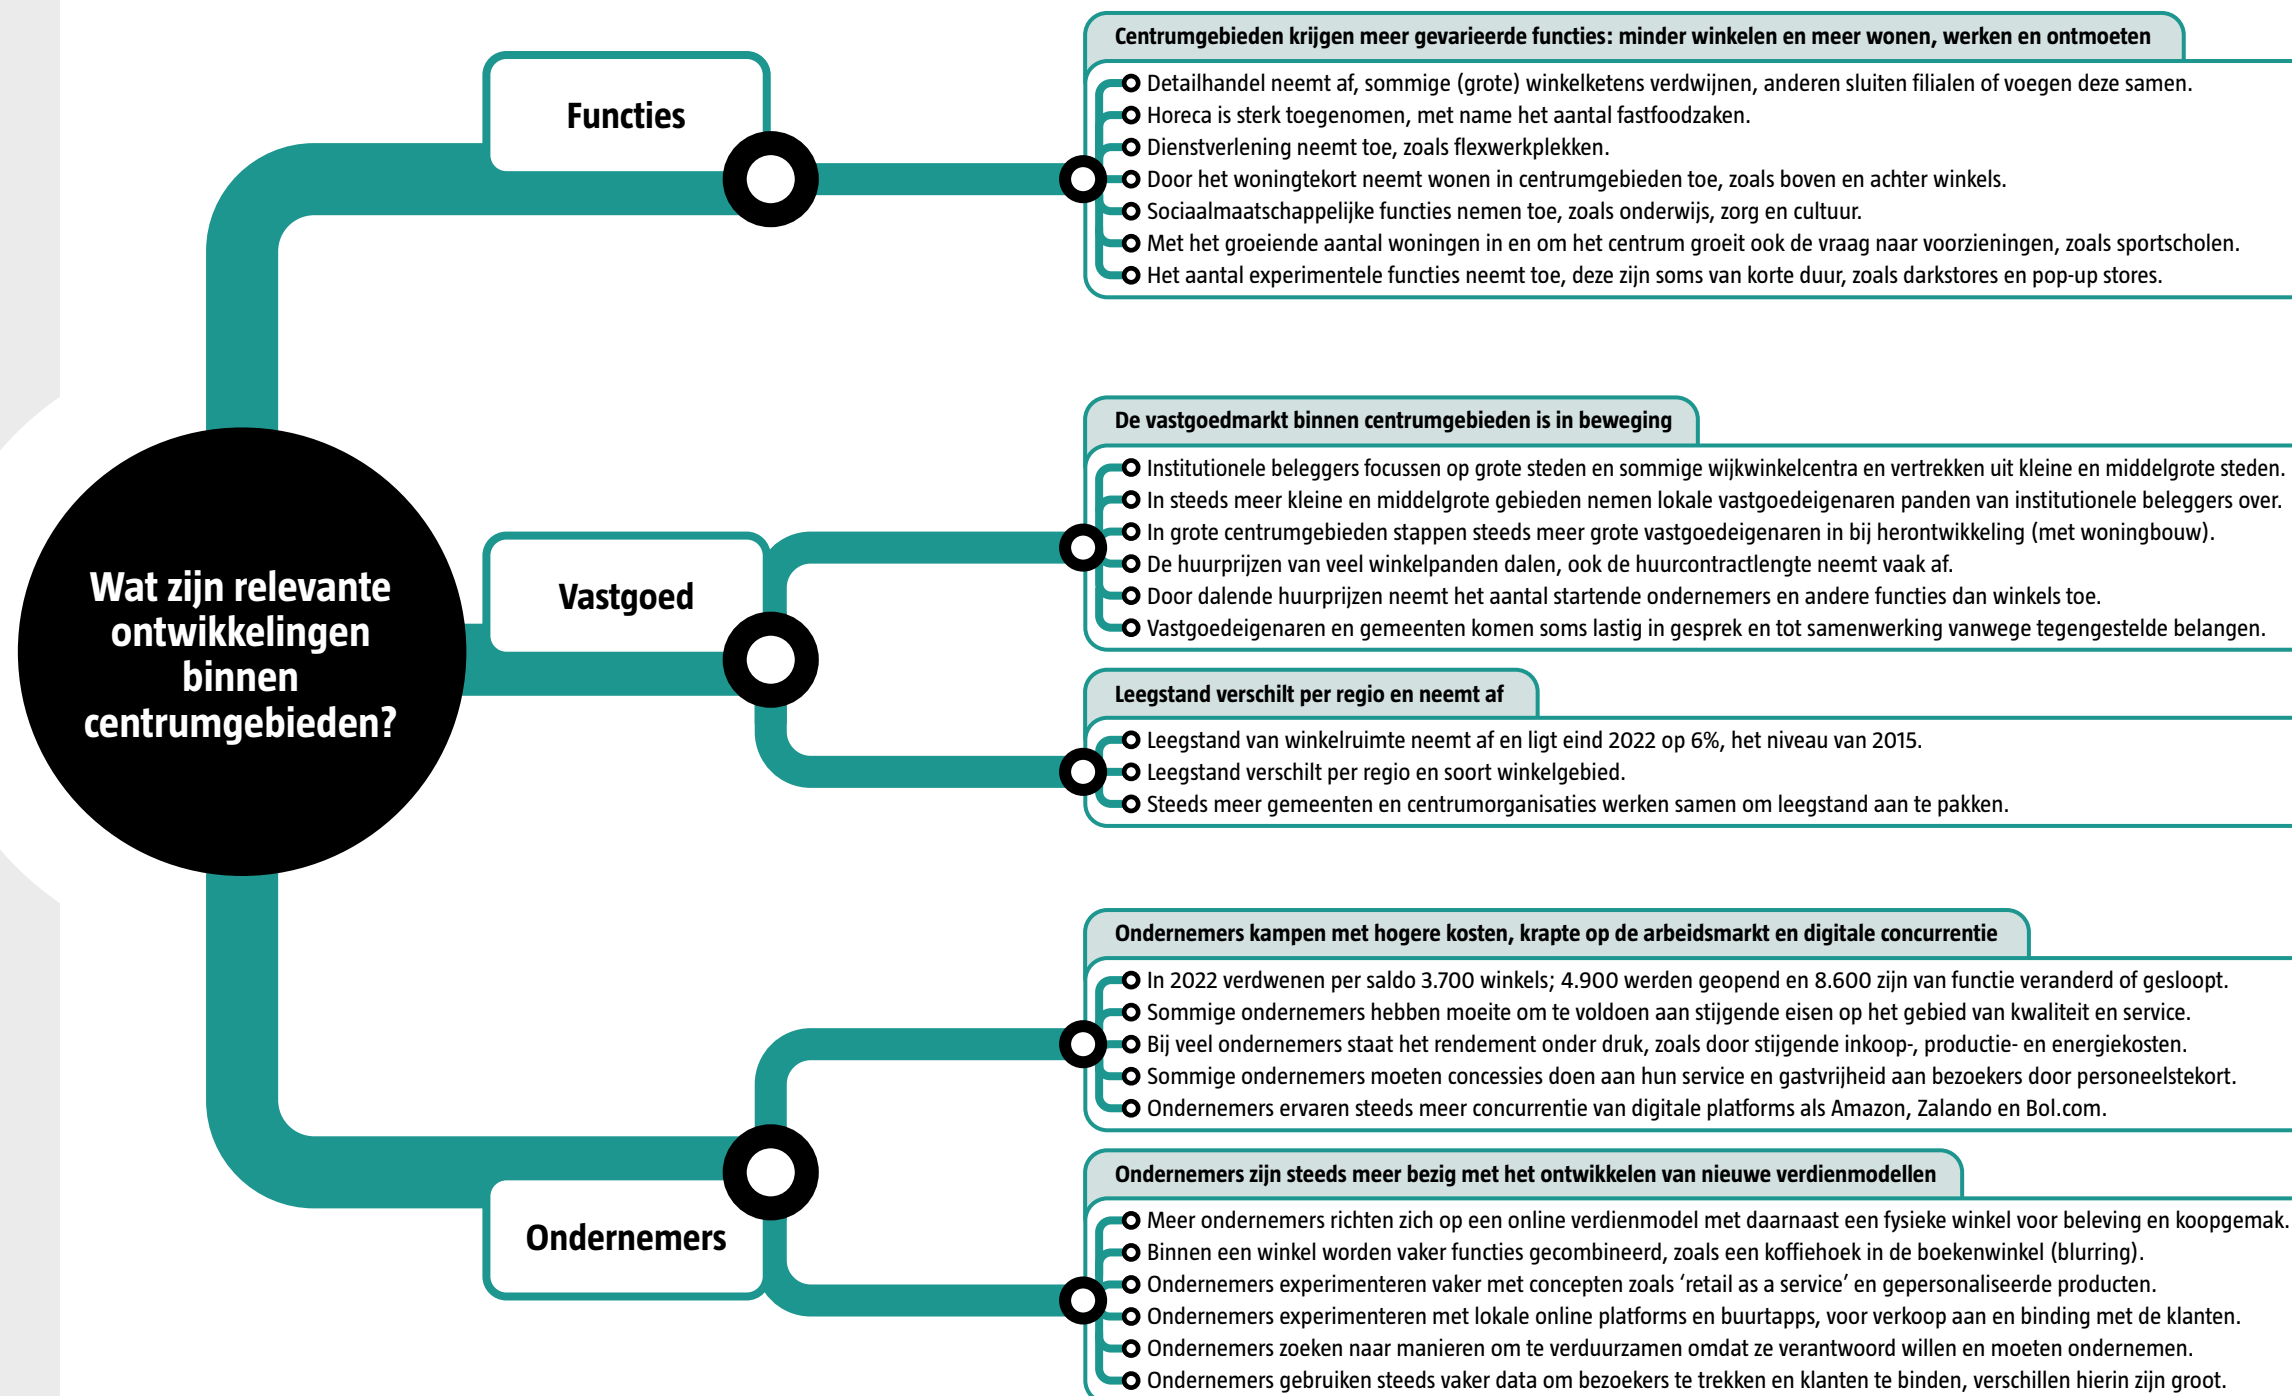 Wat zijn relevante
ontwikkelingen
binnen
centrumgebieden?
Functies
Centrumgebieden krijgen meer gevarieerde functies: minder winkelen en meer wonen, werken en ontmoeten
Detailhandel neemt af, sommige (grote) winkelketens verdwijnen, anderen sluiten filialen of voegen deze samen.
Horeca is sterk toegenomen, met name het aantal fastfoodzaken.
Dienstverlening neemt toe, zoals flexwerkplekken.
Door het woningtekort neemt wonen in centrumgebieden toe, zoals boven en achter winkels.
Sociaalmaatschappelijke functies nemen toe, zoals onderwijs, zorg en cultuur.
Met het groeiende aantal woningen in en om het centrum groeit ook de vraag naar voorzieningen, zoals sportscholen.
Het aantal experimentele functies neemt toe, deze zijn soms van korte duur, zoals darkstores en pop-up stores.
Vastgoed
De vastgoedmarkt binnen centrumgebieden is in beweging
Institutionele beleggers focussen op grote steden en sommige wijkwinkelcentra en vertrekken uit kleine en middelgrote steden.
In steeds meer kleine en middelgrote gebieden nemen lokale vastgoedeigenaren panden van institutionele beleggers over.
In grote centrumgebieden stappen steeds meer grote vastgoedeigenaren in bij herontwikkeling (met woningbouw).
De huurprijzen van veel winkelpanden dalen, ook de huurcontractlengte neemt vaak af.
Door dalende huurprijzen neemt het aantal startende ondernemers en andere functies dan winkels toe.
Vastgoedeigenaren en gemeenten komen soms lastig in gesprek en tot samenwerking vanwege tegengestelde belangen.
Leegstand verschilt per regio en neemt af
Leegstand van winkelruimte neemt af en ligt eind 2022 op 6%, het niveau van 2015.
Leegstand verschilt per regio en soort winkelgebied.
Steeds meer gemeenten en centrumorganisaties werken samen om leegstand aan te pakken.
Ondernemers
Ondernemers kampen met hogere kosten, krapte op de arbeidsmarkt en digitale concurrentie
In 2022 verdwenen per saldo 3.700 winkels; 4.900 werden geopend en 8.600 zijn van functie veranderd of gesloopt.
Sommige ondernemers hebben moeite om te voldoen aan stijgende eisen op het gebied van kwaliteit en service.
Bij veel ondernemers staat het rendement onder druk, zoals door stijgende inkoop-, productie- en energiekosten.
Sommige ondernemers moeten concessies doen aan hun service en gastvrijheid aan bezoekers door personeelstekort.
Ondernemers ervaren steeds meer concurrentie van digitale platforms als Amazon, Zalando en Bol.com.
Ondernemers zijn steeds meer bezig met het ontwikkelen van nieuwe verdienmodellen
Meer ondernemers richten zich op een online verdienmodel met daarnaast een fysieke winkel voor beleving en koopgemak.
Binnen een winkel worden vaker functies gecombineerd, zoals een koffiehoek in de boekenwinkel (blurring).
Ondernemers experimenteren vaker met concepten zoals ‘retail as a service’ en gepersonaliseerde producten.
Ondernemers experimenteren met lokale online platforms en buurtapps, voor verkoop aan en binding met de klanten.
Ondernemers zoeken naar manieren om te verduurzamen omdat ze verantwoord willen en moeten ondernemen.
Ondernemers gebruiken steeds vaker data om bezoekers te trekken en klanten te binden, verschillen hierin zijn groot.